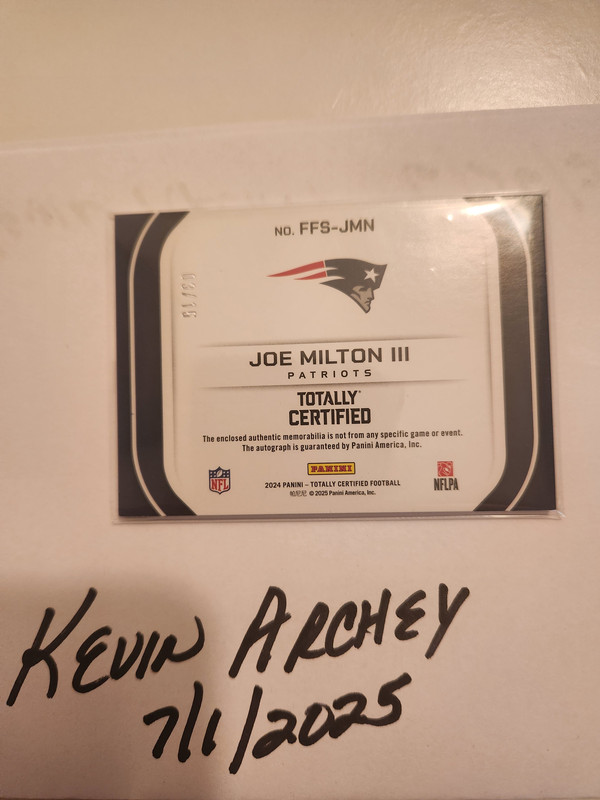 NO. FFS-JMN
JOE MILTON III
PATRIOTS
TOTALLY
CERTIFIED
The enclosed authentic memorabilia is not from any specific game or event.
The autograph is guaranteed by Panini America, Inc.
PANINI
NFL
NFLPA
2024 PANINI – TOTALLY CERTIFIED FOOTBALL
© 2025 Panini America, Inc.
KEVIN ARCHEY
7/1/2025